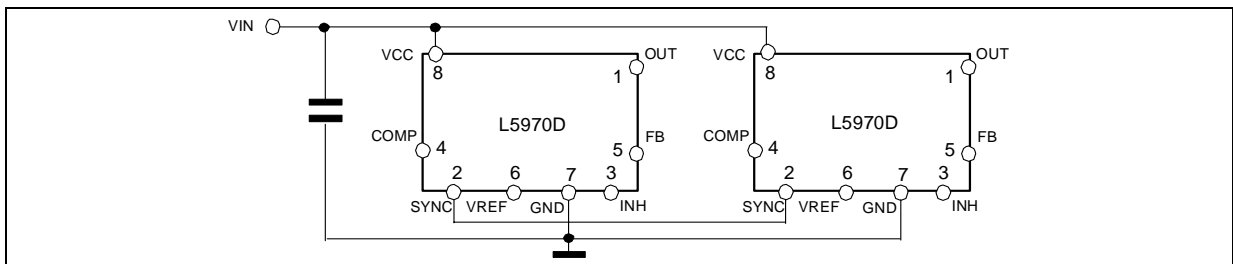 VIN
VCC
8
OUT
1
L5970D
COMP
4
FB
5
2
6
7
3
SYNC
VREF
GND
INH
VCC
8
OUT
1
L5970D
COMP
4
FB
5
2
6
7
3
SYNC
VREF
GND
INH